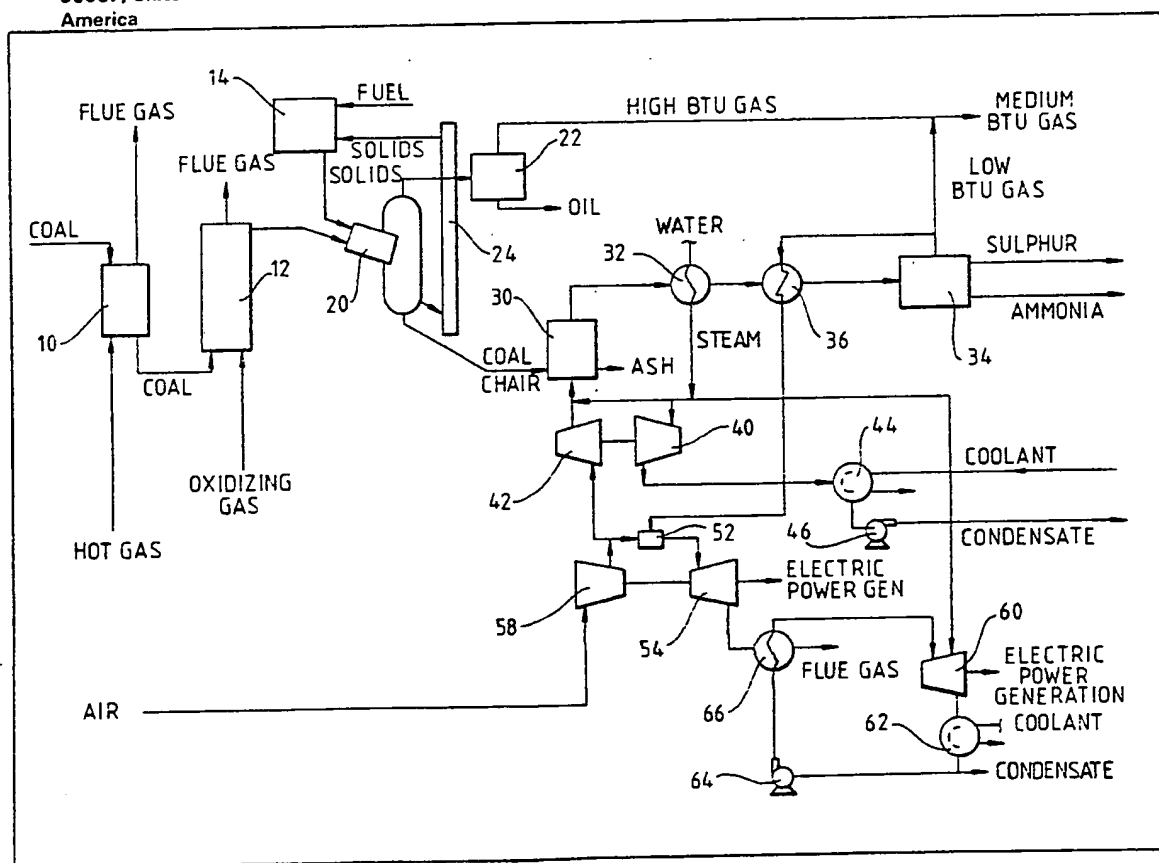 America
14
FUEL
FLUE GAS
HIGH BTU GAS
MEDIUM
BTU GAS
22
SOLIDS
SOLIDS
FLUE GAS
LOW
BTU GAS
OIL
COAL
WATER
12
24
32
SULPHUR
20
30
10
36
AMMONIA
STEAM
34
COAL
CHAIR
ASH
COAL
40
44
COOLANT
42
OXIDIZING
GAS
52
46
CONDENSATE
HOT GAS
ELECTRIC
POWER GEN
58
54
60
FLUE GAS
ELECTRIC
POWER
GENERATION
66
AIR
COOLANT
62
64
CONDENSATE